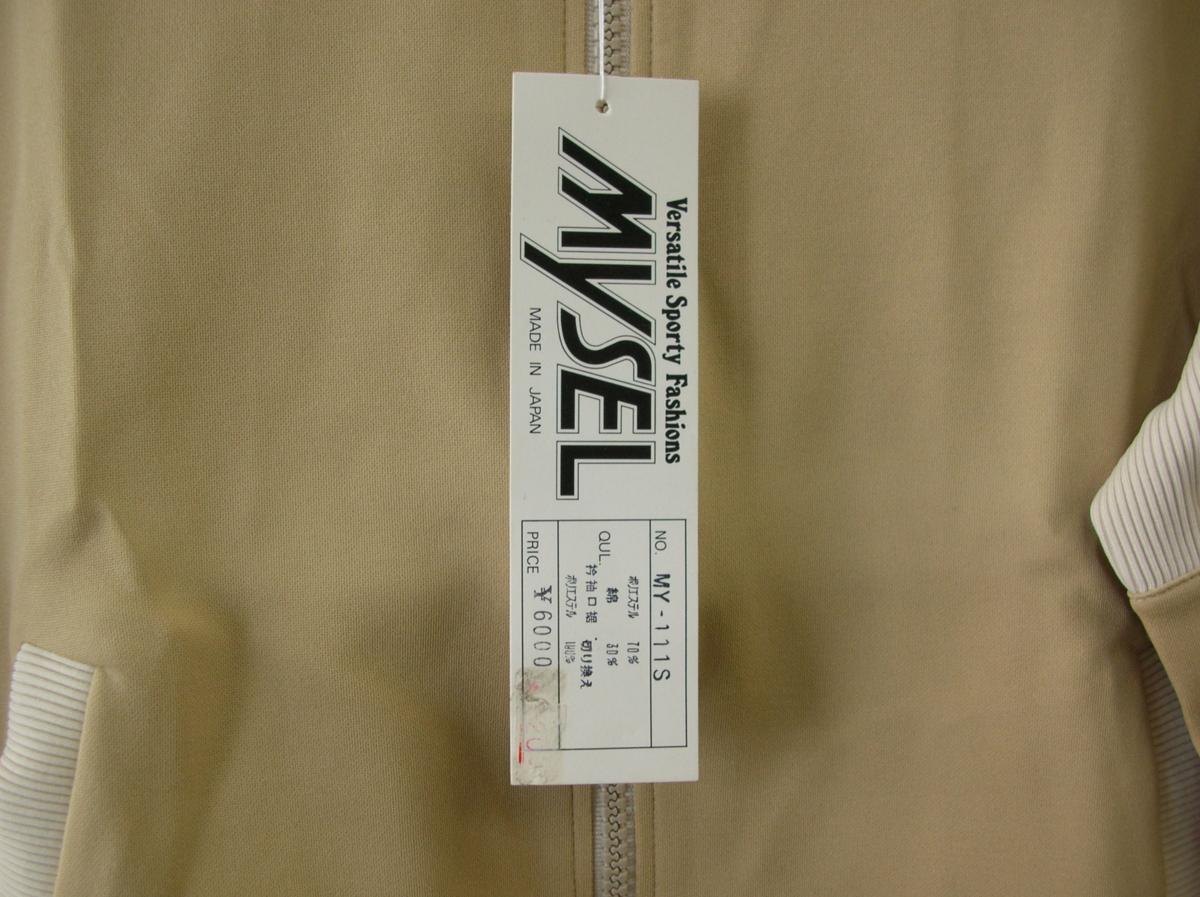 Versatile Sporty Fashions
MYSEL
MADE IN JAPAN
NO. MY-111S
ポリエステル 70%
QUL. 綿 30%
衿袖口裾・切り換え
ポリエステル 100%
PRICE ¥6000